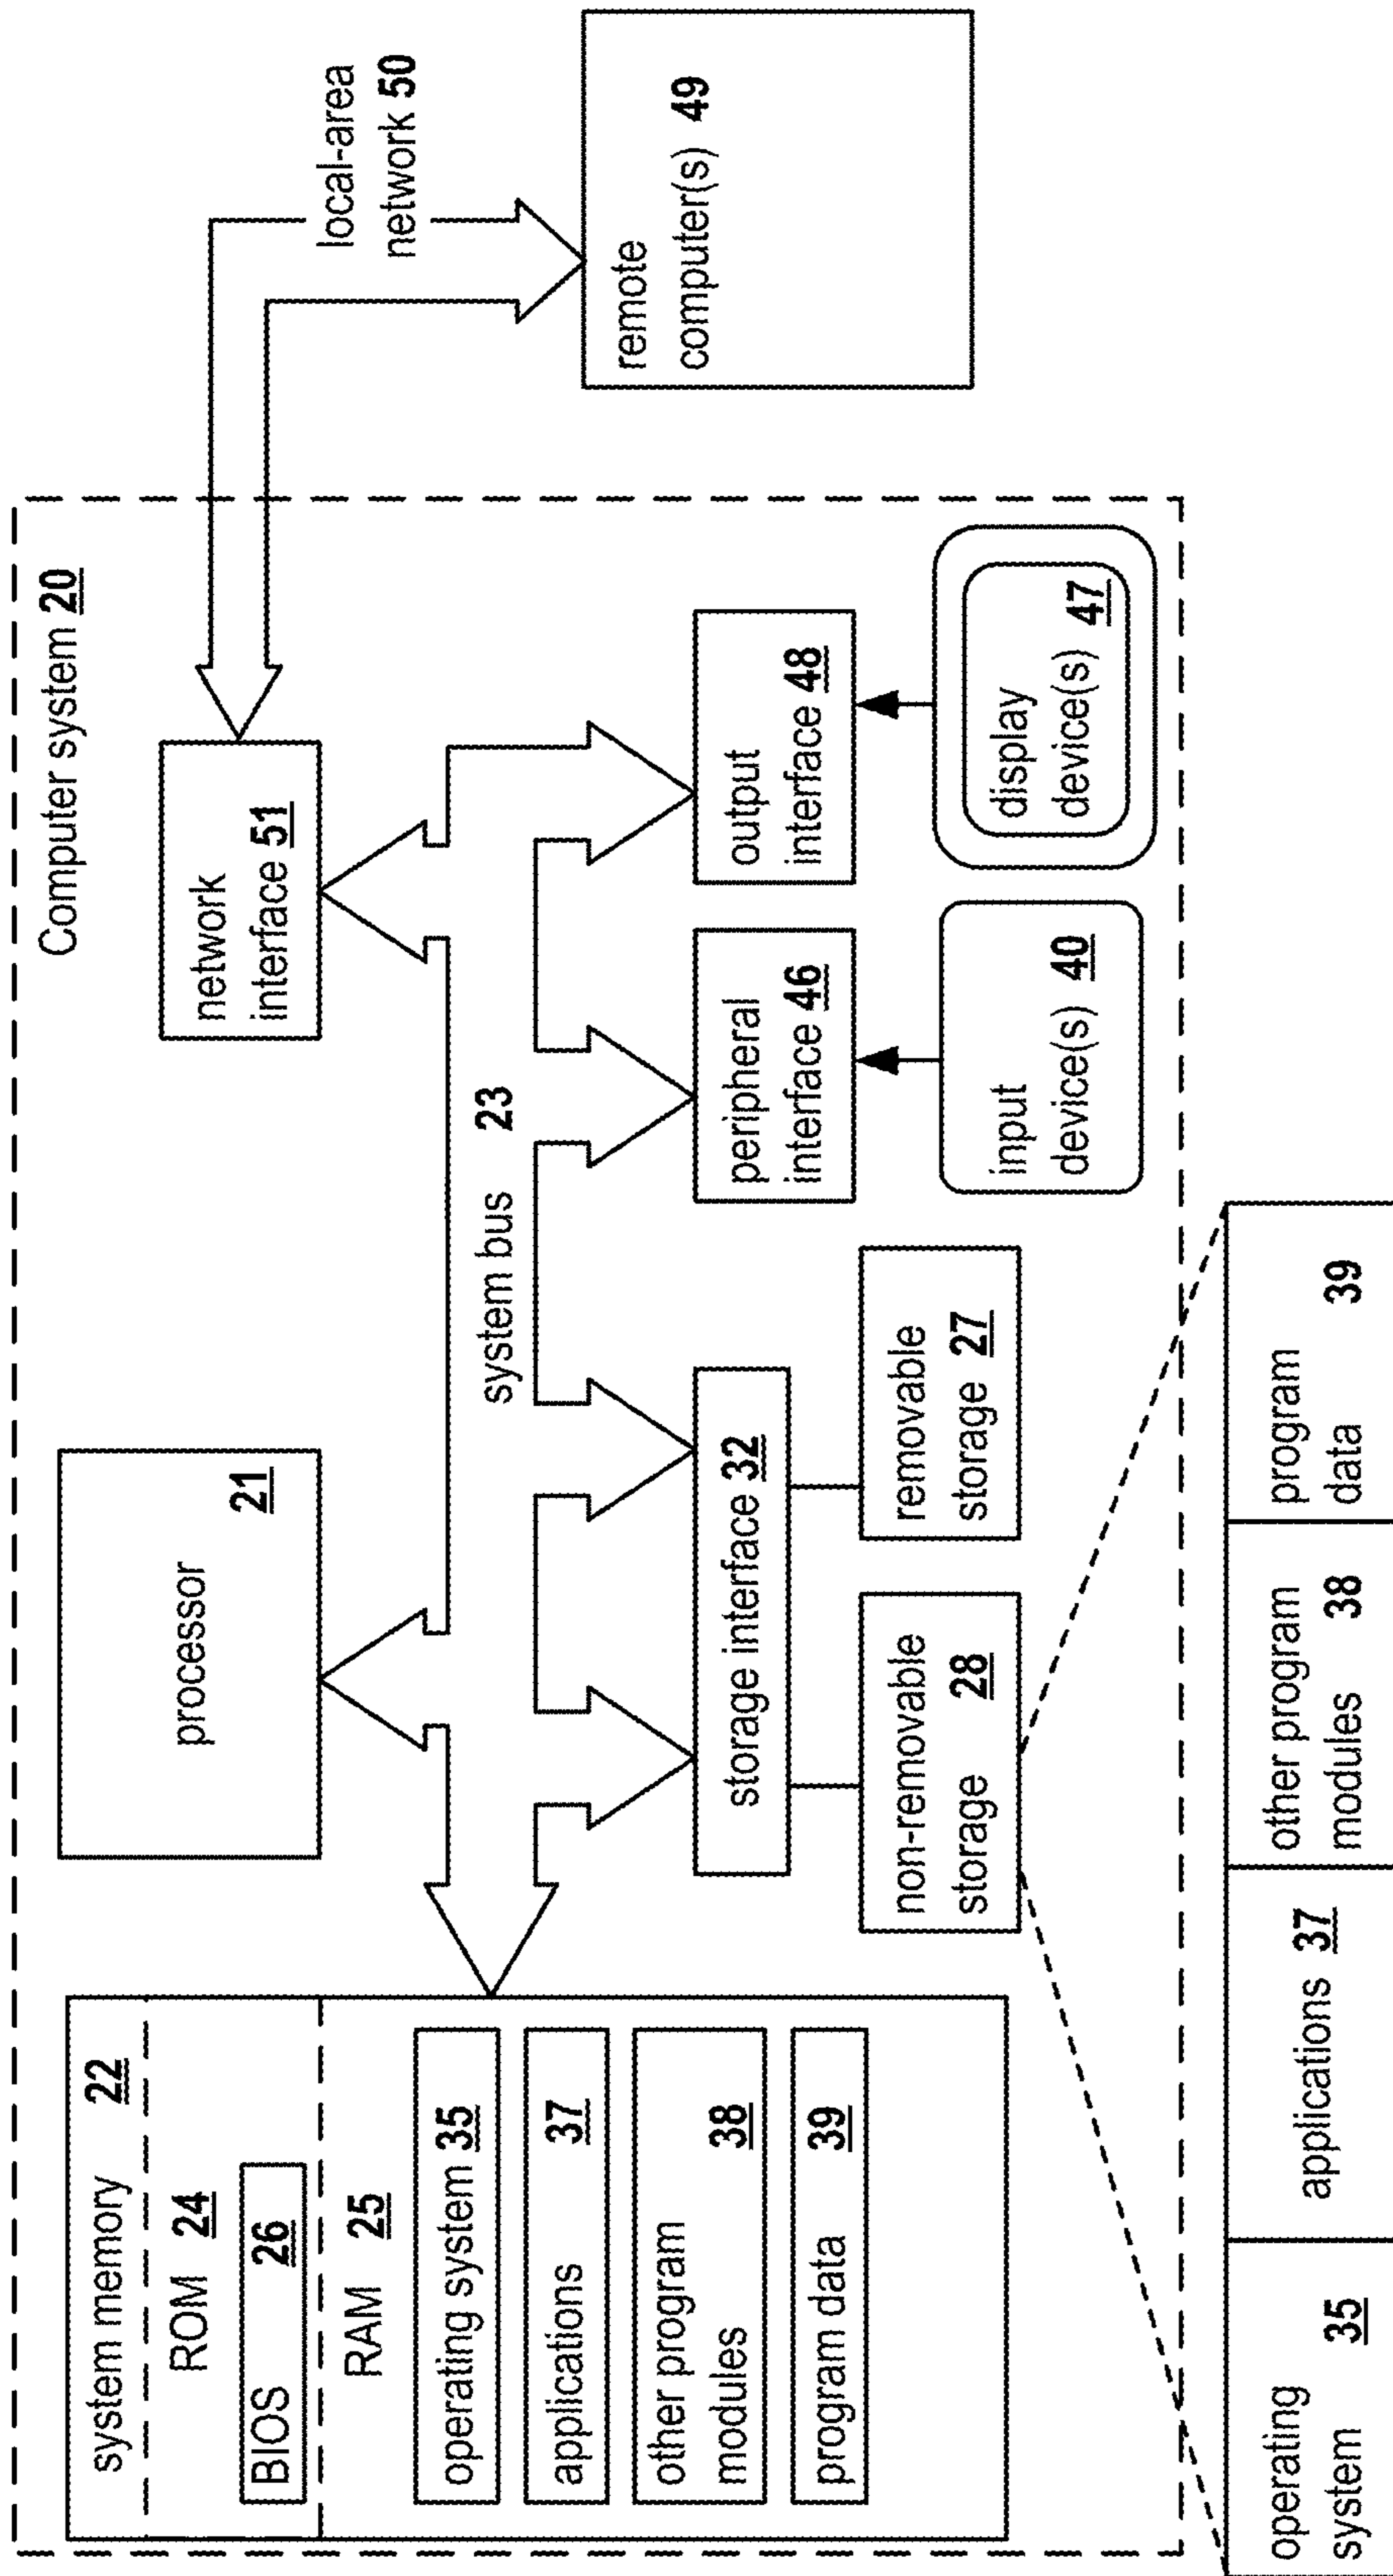 Computer system 20
system memory 22
ROM 24
BIOS 26
RAM 25
operating system 35
applications 37
other program
modules 38
program data 39
processor 21
network
interface 51
system bus 23
storage interface 32
non-removable
storage 28
removable
storage 27
peripheral
interface 46
output
interface 48
input
device(s) 40
display
device(s) 47
local-area
network 50
remote
computer(s) 49
operating
system 35
applications 37
other program
modules 38
program
data 39